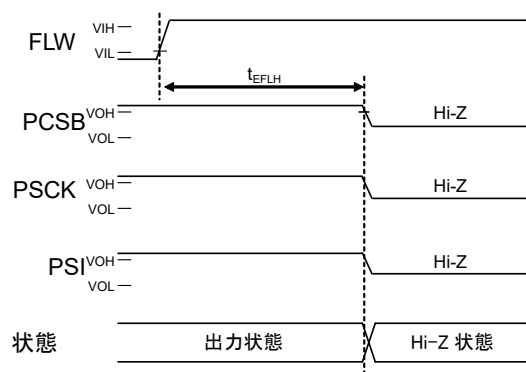 FLW VIH
VIL
tEFLH
PCSB VOH
VOL
Hi-Z
PSCK VOH
VOL
Hi-Z
PSI VOH
VOL
Hi-Z
状態 出力状態 Hi-Z 状態